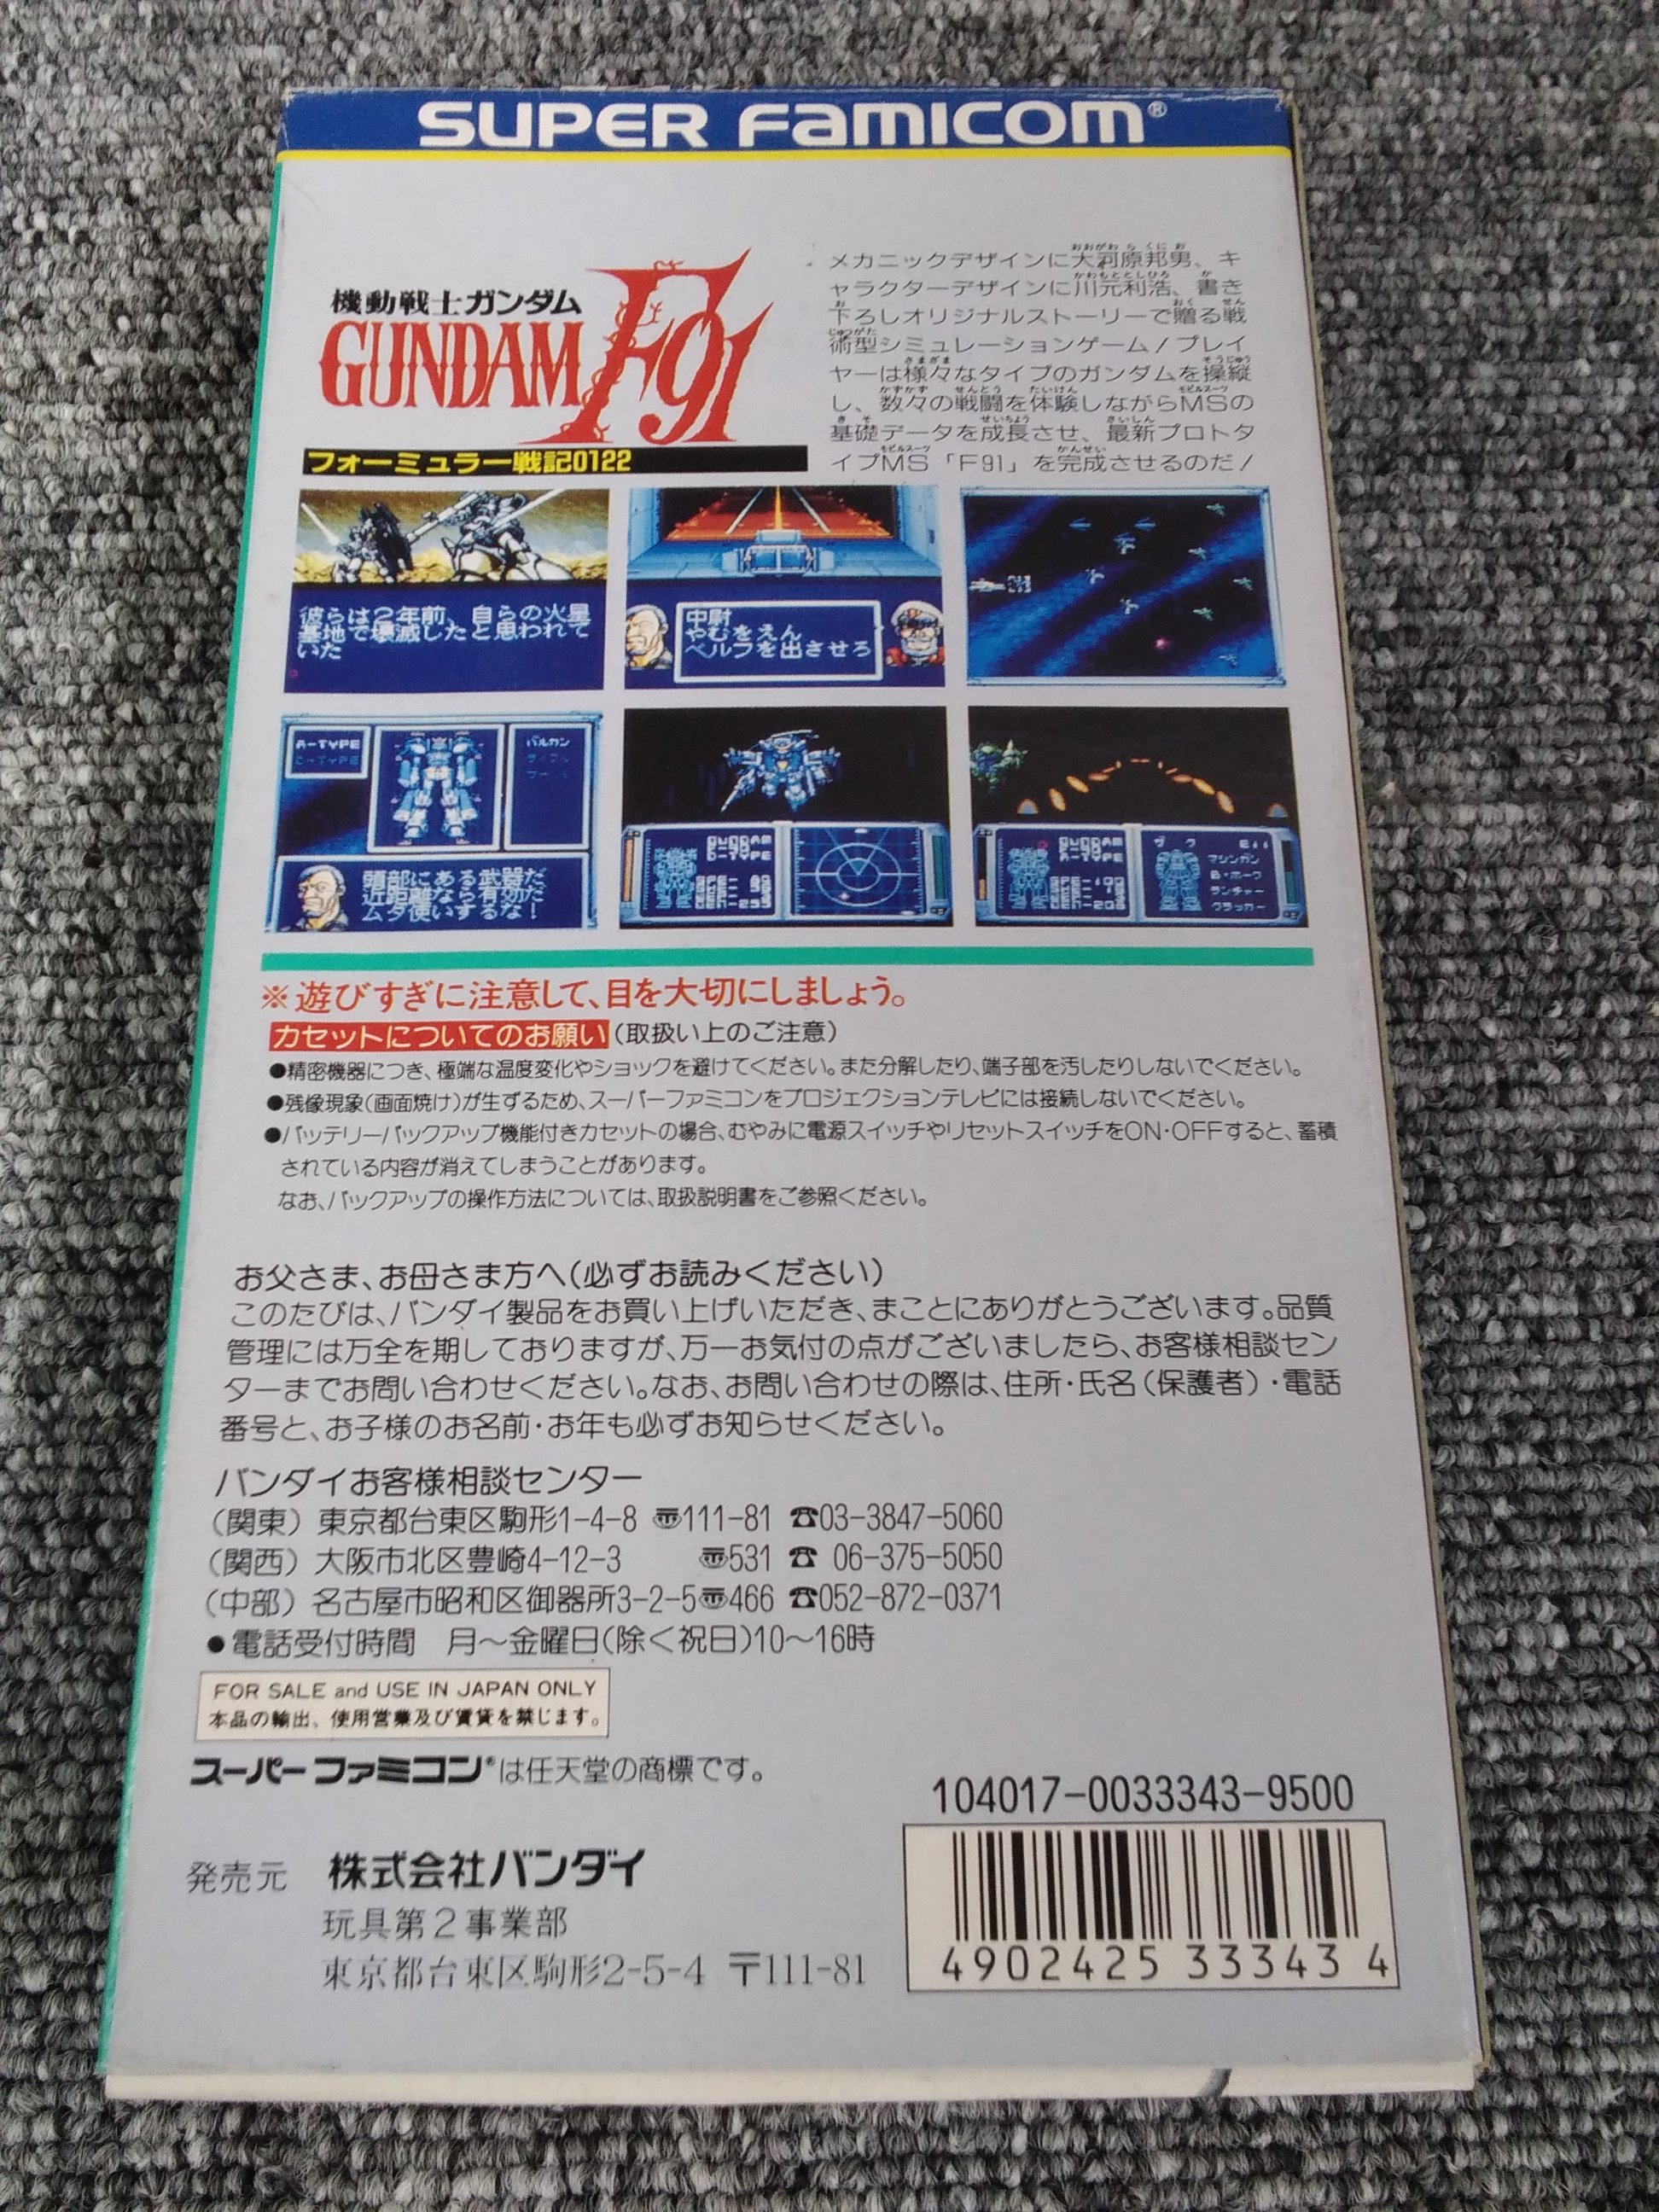 SUPER FAMICOM®
機動戦士ガンダム
GUNDAM F91
フォーミュラー戦記0122
メカニックデザインに大河原邦男、キ
ャラクターデザインに川元利浩、書き
下ろしオリジナルストーリーで贈る戦
術型シミュレーションゲーム!プレイ
ヤーは様々なタイプのガンダムを操縦
し、数々の戦闘を体験しながらMSの
基礎データを成長させ、最新プロトタ
イプMS「F91」を完成させるのだ!
彼らは2年前、自らの火星
基地で壊滅したと思われて
いた
中尉
やむをえん
ベルフを出させろ
A-TYPE
D-TYPE
バルカン
頭部にある武器だ
近距離なら有効だ
ムダ使いするな!
GUNDAM
D-TYPE
GUNDAM
A-TYPE
ザク
マシンガン
B・ホーク
ランチャー
クラッカー
※遊びすぎに注意して、目を大切にしましょう。
カセットについてのお願い(取扱い上のご注意)
●精密機器につき、極端な温度変化やショックを避けてください。また分解したり、端子部を汚したりしないでください。
●残像現象(画面焼け)が生ずるため、スーパーファミコンをプロジェクションテレビには接続しないでください。
●バッテリーバックアップ機能付きカセットの場合、むやみに電源スイッチやリセットスイッチをON・OFFすると、蓄積
されている内容が消えてしまうことがあります。
なお、バックアップの操作方法については、取扱説明書をご参照ください。
お父さま、お母さま方へ(必ずお読みください)
このたびは、バンダイ製品をお買い上げいただき、まことにありがとうございます。品質
管理には万全を期しておりますが、万一お気付の点がございましたら、お客様相談セン
ターまでお問い合わせください。なお、お問い合わせの際は、住所・氏名(保護者)・電話
番号と、お子様のお名前・お年も必ずお知らせください。
バンダイお客様相談センター
(関東) 東京都台東区駒形1-4-8 〠111-81 ☎03-3847-5060
(関西) 大阪市北区豊崎4-12-3 〠531 ☎ 06-375-5050
(中部) 名古屋市昭和区御器所3-2-5〠466 ☎052-872-0371
●電話受付時間 月〜金曜日(除く祝日)10〜16時
FOR SALE and USE IN JAPAN ONLY
本品の輸出、使用営業及び賃貸を禁じます。
スーパーファミコン®は任天堂の商標です。
104017-0033343-9500
発売元 株式会社バンダイ
玩具第2事業部
東京都台東区駒形2-5-4 〒111-81
4902425 333434